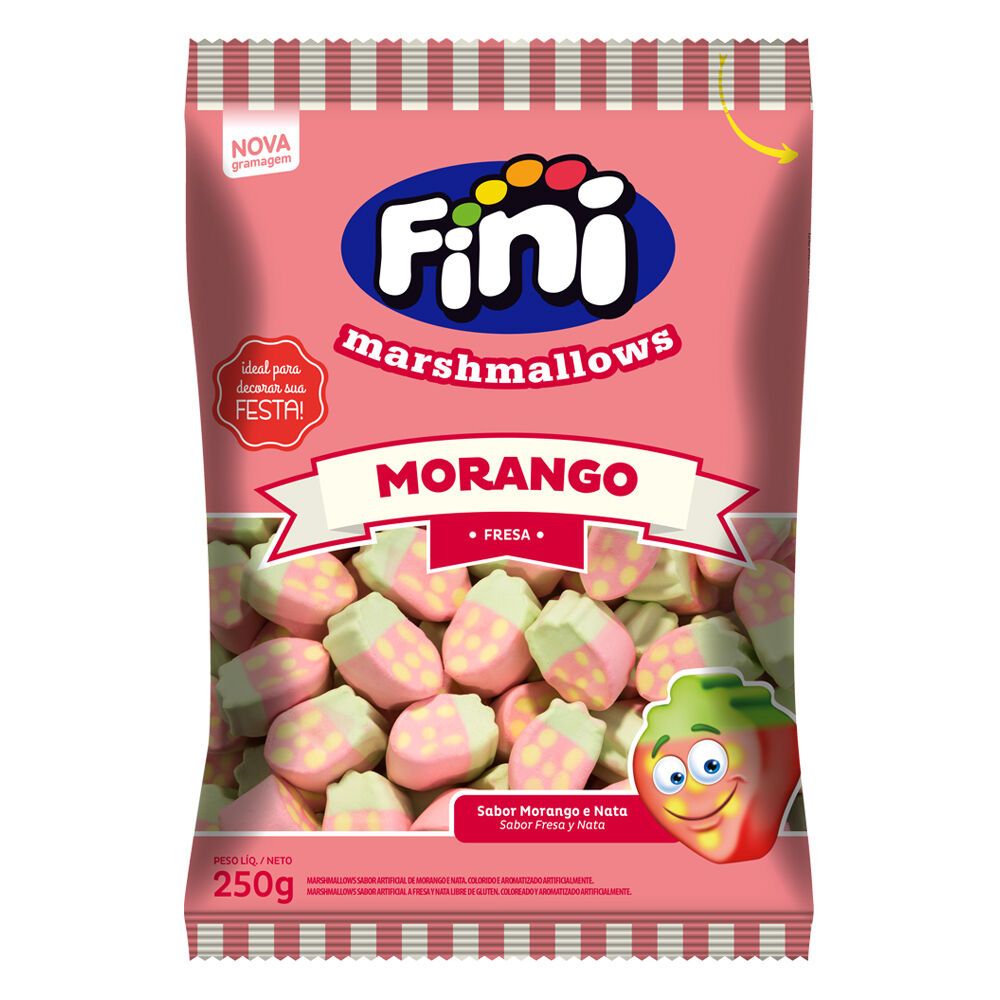 NOVA
gramagem
Fini
marshmallows
ideal para
decorar sua
FESTA!
MORANGO
• FRESA •
Sabor Morango e Nata
Sabor Fresa y Nata
PESO LÍQ. / NETO
250g
MARSHMALLOWS SABOR ARTIFICIAL DE MORANGO E NATA. COLORIDO E AROMATIZADO ARTIFICIALMENTE.
MARSHMALLOWS SABOR ARTIFICIAL A FRESA Y NATA LIBRE DE GLUTEN. COLOREADO Y AROMATIZADO ARTIFICIALMENTE.